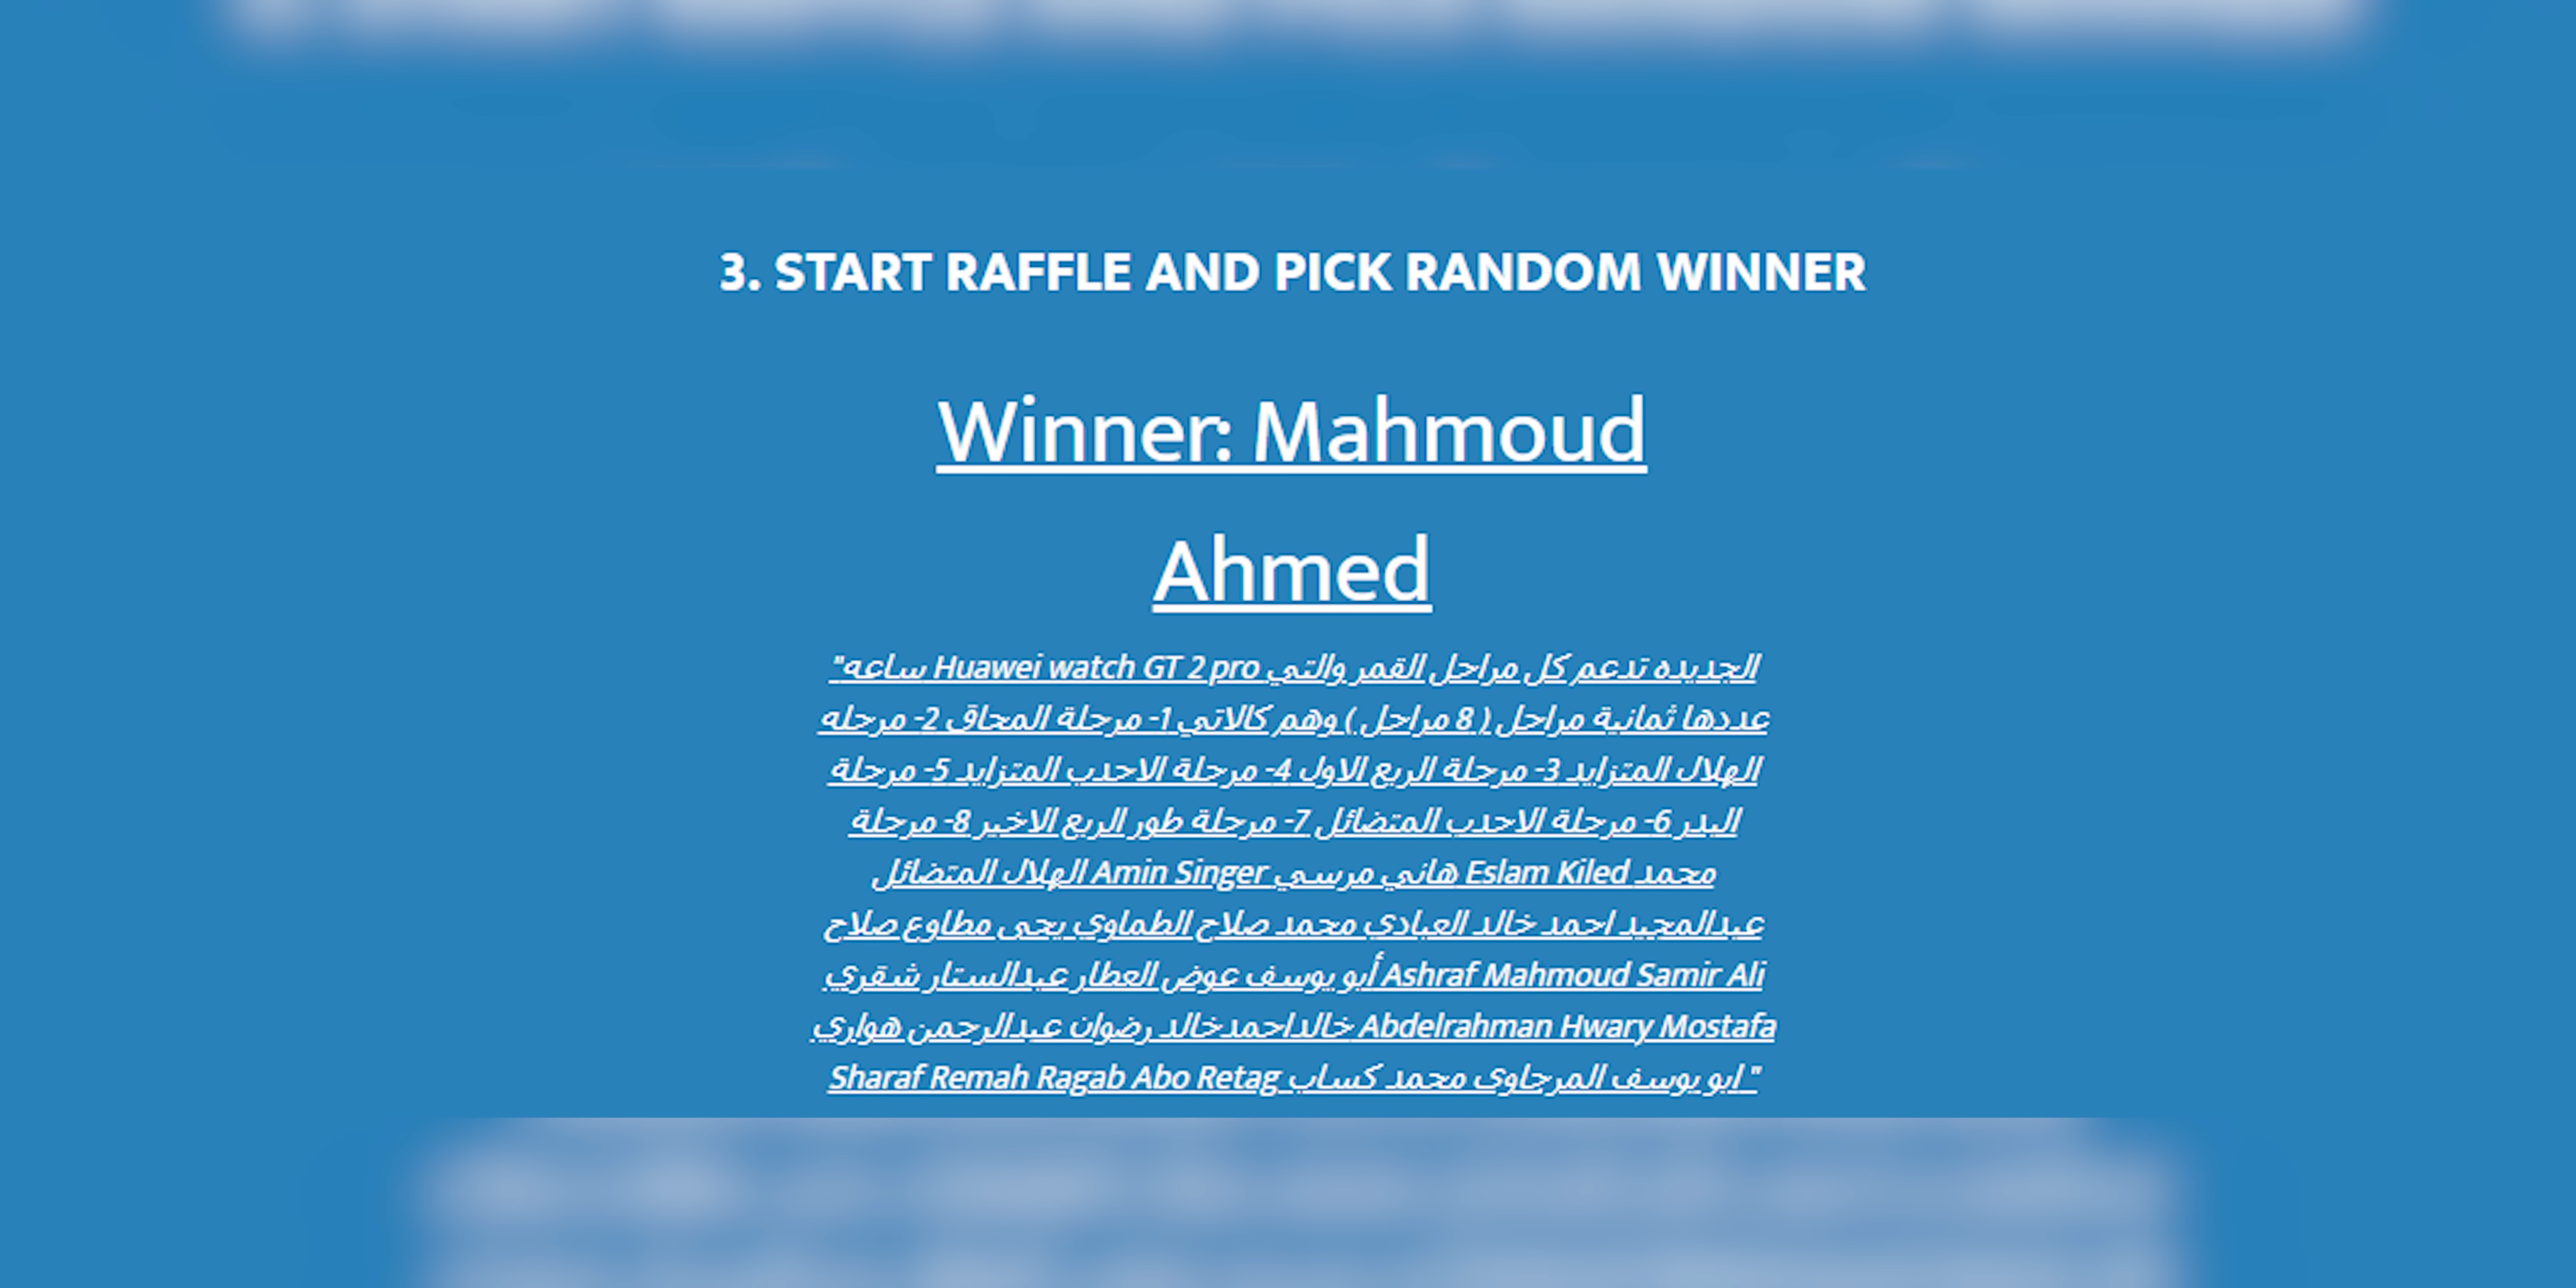 3. START RAFFLE AND PICK RANDOM WINNER
Winner: Mahmoud
Ahmed
"ساعه Huawei watch GT 2 pro الجديده تدعم كل مراحل القمر والتي
عددها ثمانية مراحل ( 8 مراحل ) وهم كالاتي 1- مرحلة المحاق 2- مرحله
الهلال المتزايد 3- مرحلة الربع الاول 4- مرحلة الاحدب المتزايد 5- مرحلة
البدر 6- مرحلة الاحدب المتضائل 7- مرحلة طور الربع الاخير 8- مرحلة
الهلال المتضائل Amin Singer هاني مرسي Eslam Kiled محمد
عبدالمجيد احمد خالد العبادي محمد صلاح الطماوي يحى مطاوع صلاح
شقري عبدالستار العطار عوض يوسف أبو Ashraf Mahmoud Samir Ali
خالداحمدخالد رضوان عبدالرحمن هواري Abdelrahman Hwary Mostafa
Sharaf Remah Ragab Abo Retag ابو يوسف المرجاوى محمد كساب "